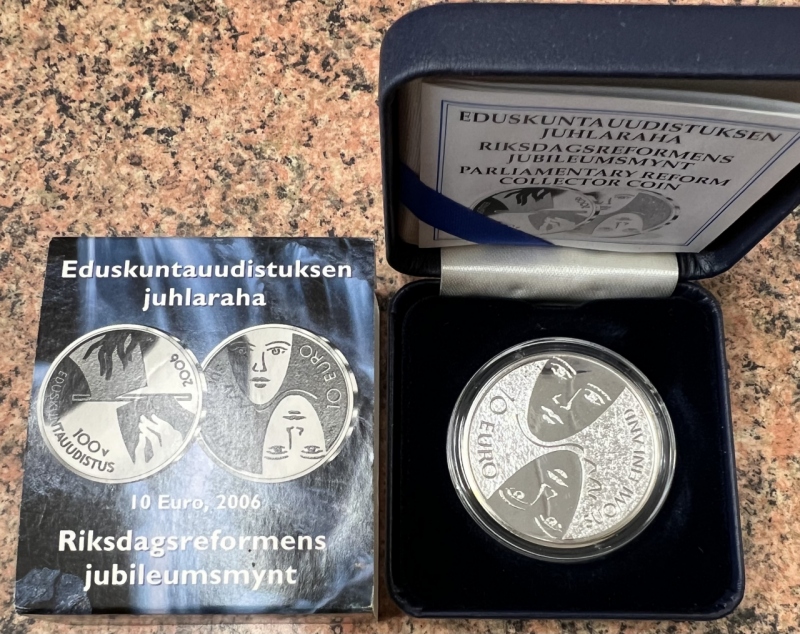 Eduskuntauudistuksen
juhlaraha
EDUSKUNTAUUDISTUS
100v
2006
10 EURO
10 Euro, 2006
Riksdagsreformens
jubileumsmynt
EDUSKUNTAUUDISTUKSEN
JUHLARAHA
RIKSDAGSREFORMENS
JUBILEUMSMYNT
PARLIAMENTARY REFORM
COLLECTOR COIN
10 EURO